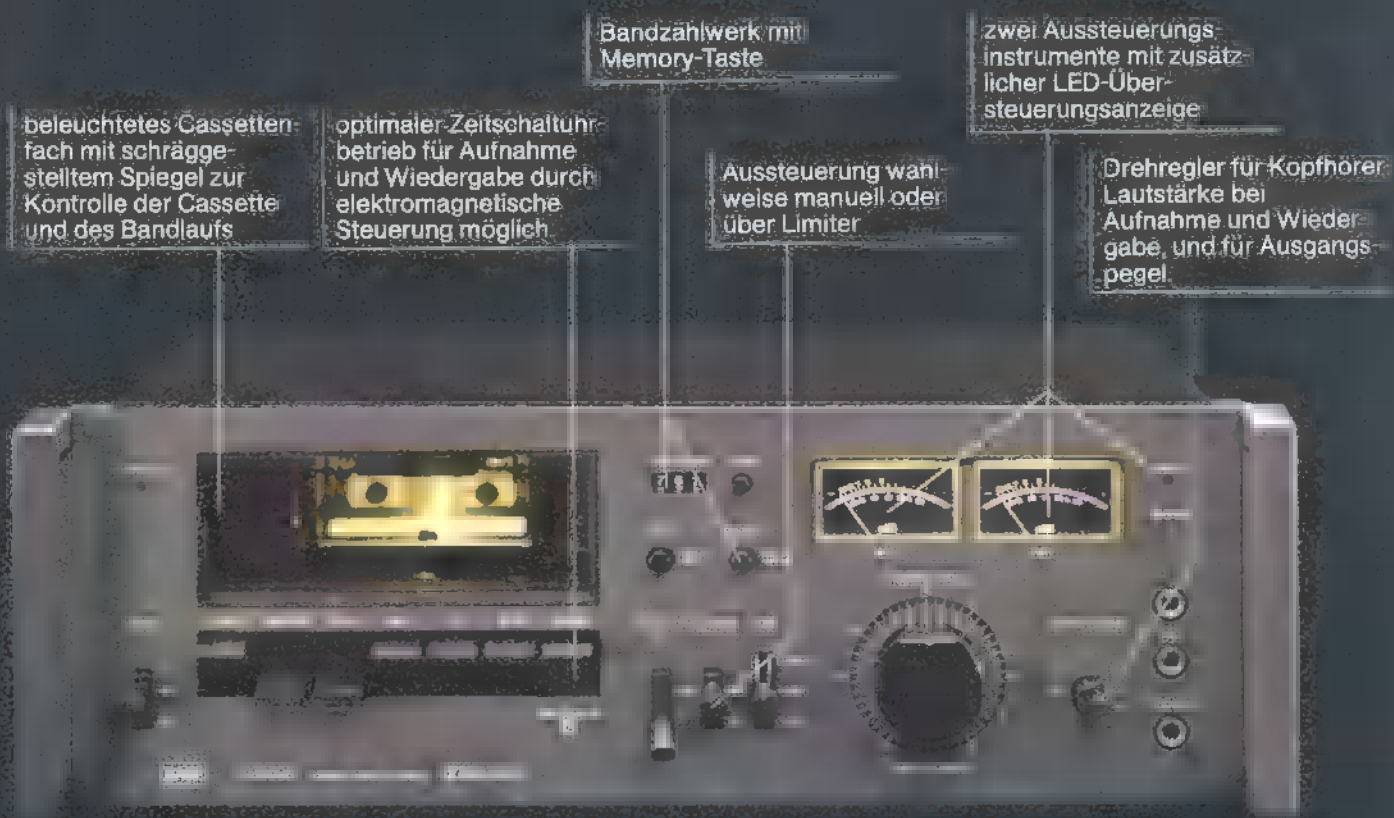 beleuchtetes Cassetten-
fach mit schrägge-
stelltem Spiegel zur
Kontrolle der Cassette
und des Bandlaufs
optimaler Zeitschaltuhr-
betrieb für Aufnahme
und Wiedergabe durch
elektromagnetische
Steuerung möglich
Bandzählwerk mit
Memory-Taste
Aussteuerung wahl-
weise manuell oder
über Limiter
zwei Aussteuerungs-
instrumente mit zusätz-
licher LED-Über-
steuerungsanzeige
Drehregler für Kopfhörer
Lautstärke bei
Aufnahme und Wieder-
gabe, und für Ausgangs-
pegel.